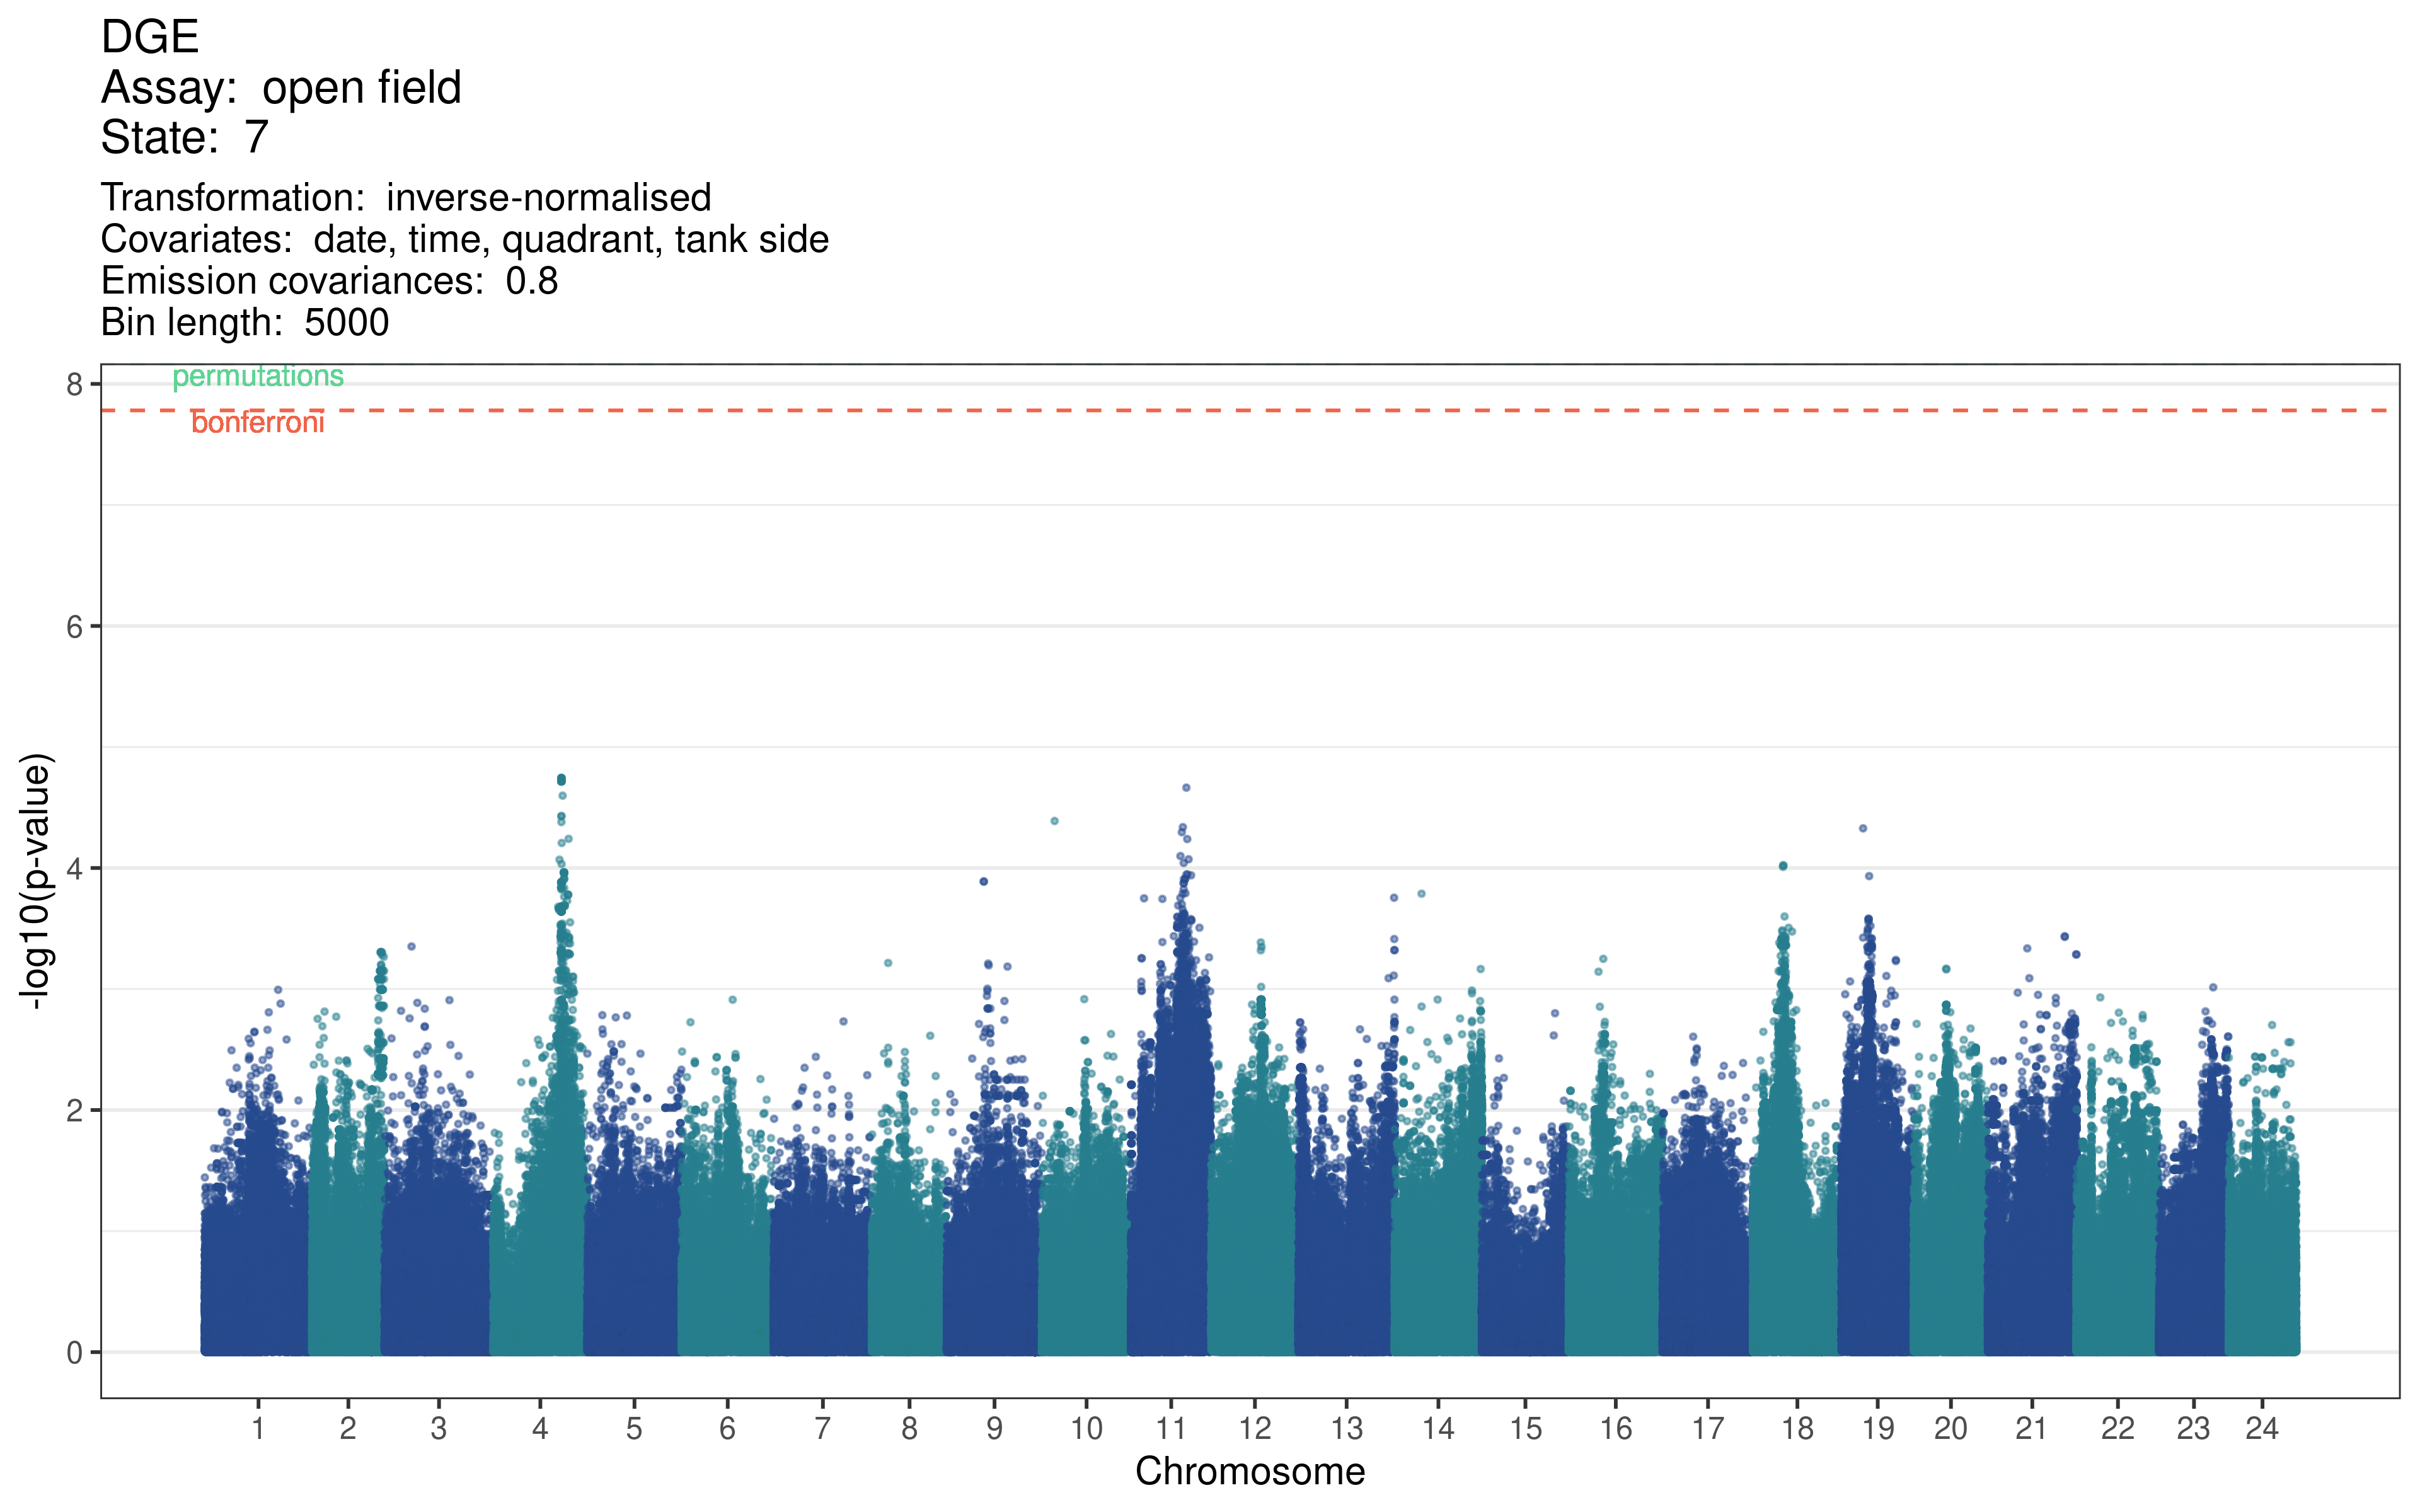 DGE
Assay:  open field
State:  7
Transformation:  inverse-normalised
Covariates:  date, time, quadrant, tank side
Emission covariances:  0.8
Bin length:  5000
permutations
bonferroni
8
6
4
2
0
-log10(p-value)
1 2 3 4 5 6 7 8 9 10 11 12 13 14 15 16 17 18 19 20 21 22 23 24
Chromosome